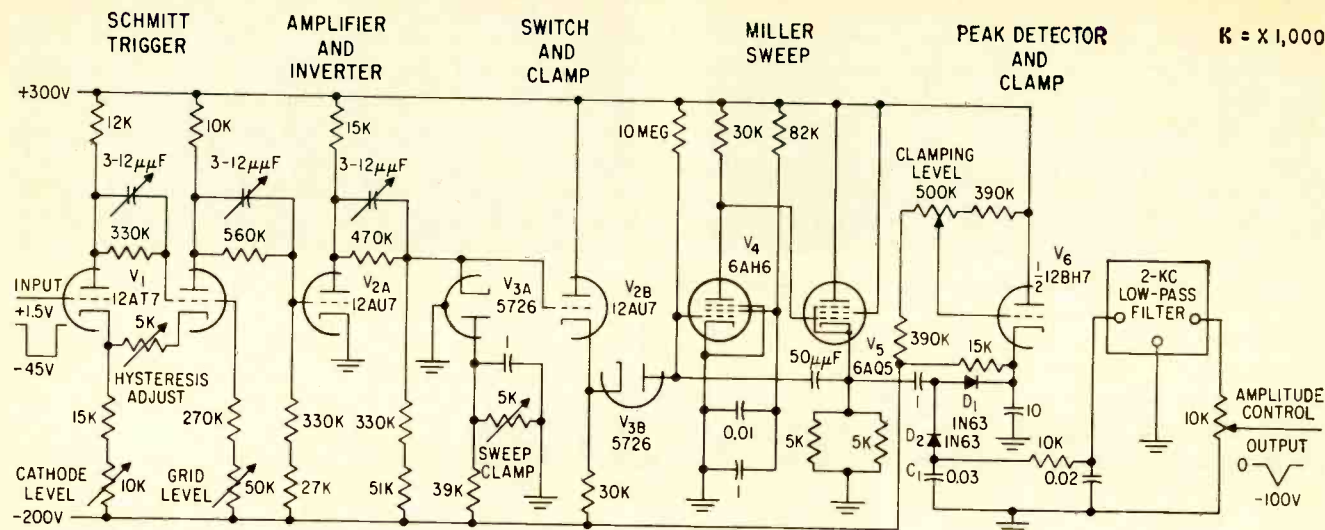 SCHMITT
TRIGGER
AMPLIFIER
AND
INVERTER
SWITCH
AND
CLAMP
MILLER
SWEEP
PEAK DETECTOR
AND
CLAMP
K = X 1,000
+300V
12K
10K
15K
10 MEG
30K
82K
3-12μμF
3-12μμF
3-12μμF
CLAMPING
LEVEL
500K
390K
330K
560K
470K
V1
12AT7
V2A
12AU7
V3A
5726
V2B
12AU7
V4
6AH6
V5
6AQ5
V6
1/2 12BH7
2-KC
LOW-PASS
FILTER
INPUT
+1.5V
-45V
5K
HYSTERESIS
ADJUST
1
5K
SWEEP
CLAMP
V3B
5726
50μμF
390K
15K
1
D1
1N63
10
D2
1N63
10K
C1
0.03
0.02
10K
AMPLITUDE
CONTROL
OUTPUT
0
-100V
15K
270K
330K
330K
0.01
1
5K
5K
CATHODE
LEVEL
10K
GRID
LEVEL
50K
27K
51K
39K
30K
-200V